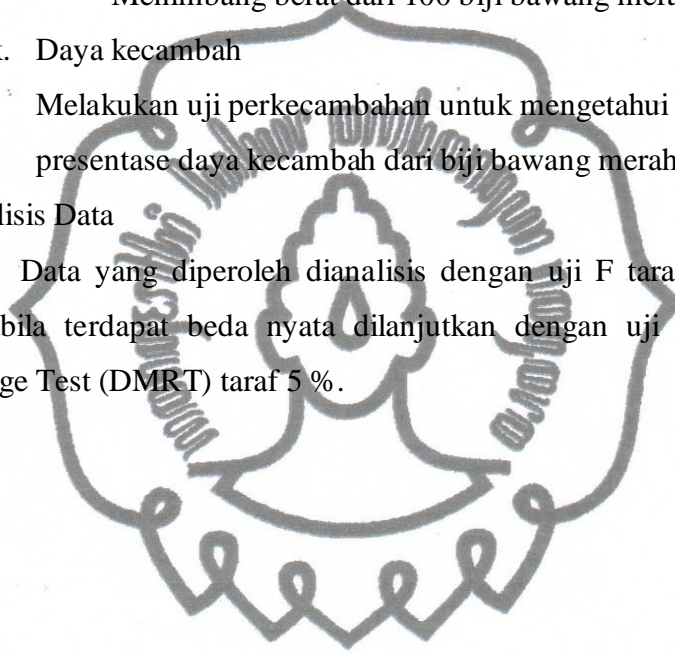 Menimbang berat dari 100 biji bawang mera
k. Daya kecambah
Melakukan uji perkecambahan untuk mengetahui
presentase daya kecambah dari biji bawang merah
lisis Data
Data yang diperoleh dianalisis dengan uji F tara
bila terdapat beda nyata dilanjutkan dengan uji
ge Test (DMRT) taraf 5 %.